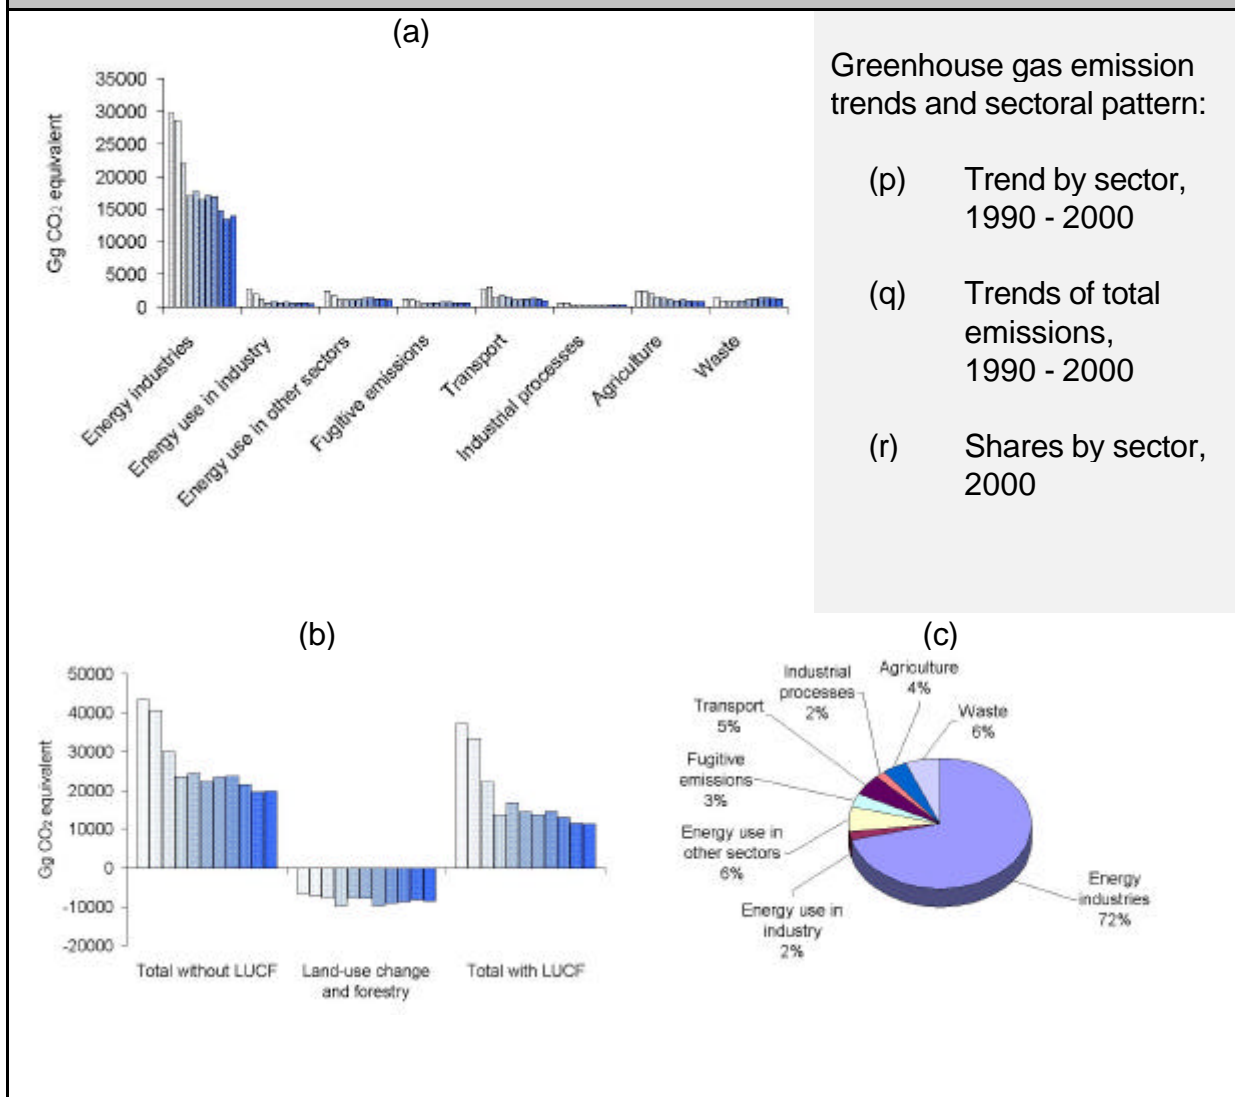 (a)
35000
30000
25000
20000
15000
10000
5000
0
Gg CO2 equivalent
Energy industries
Energy use in industry
Energy use in other sectors
Fugitive emissions
Transport
Industrial processes
Agriculture
Waste
Greenhouse gas emission
trends and sectoral pattern:
(p) Trend by sector,
1990 - 2000
(q) Trends of total
emissions,
1990 - 2000
(r) Shares by sector,
2000
(b)
50000
40000
30000
20000
10000
0
-10000
-20000
Gg CO2 equivalent
Total without LUCF
Land-use change
and forestry
Total with LUCF
(c)
Industrial
processes
2%
Agriculture
4%
Waste
6%
Transport
5%
Fugitive
emissions
3%
Energy use in
other sectors
6%
Energy use in
industry
2%
Energy
industries
72%